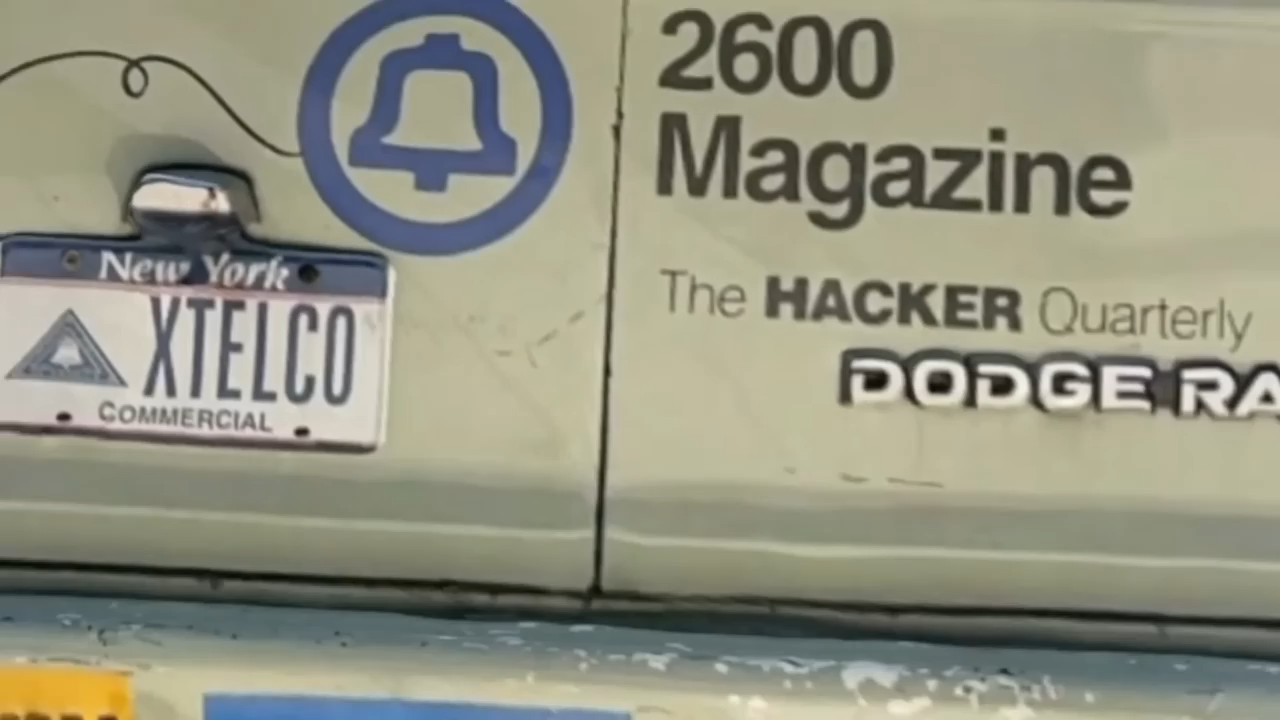 2600
Magazine
The HACKER Quarterly
DODGE RA
New York
XTELCO
COMMERCIAL